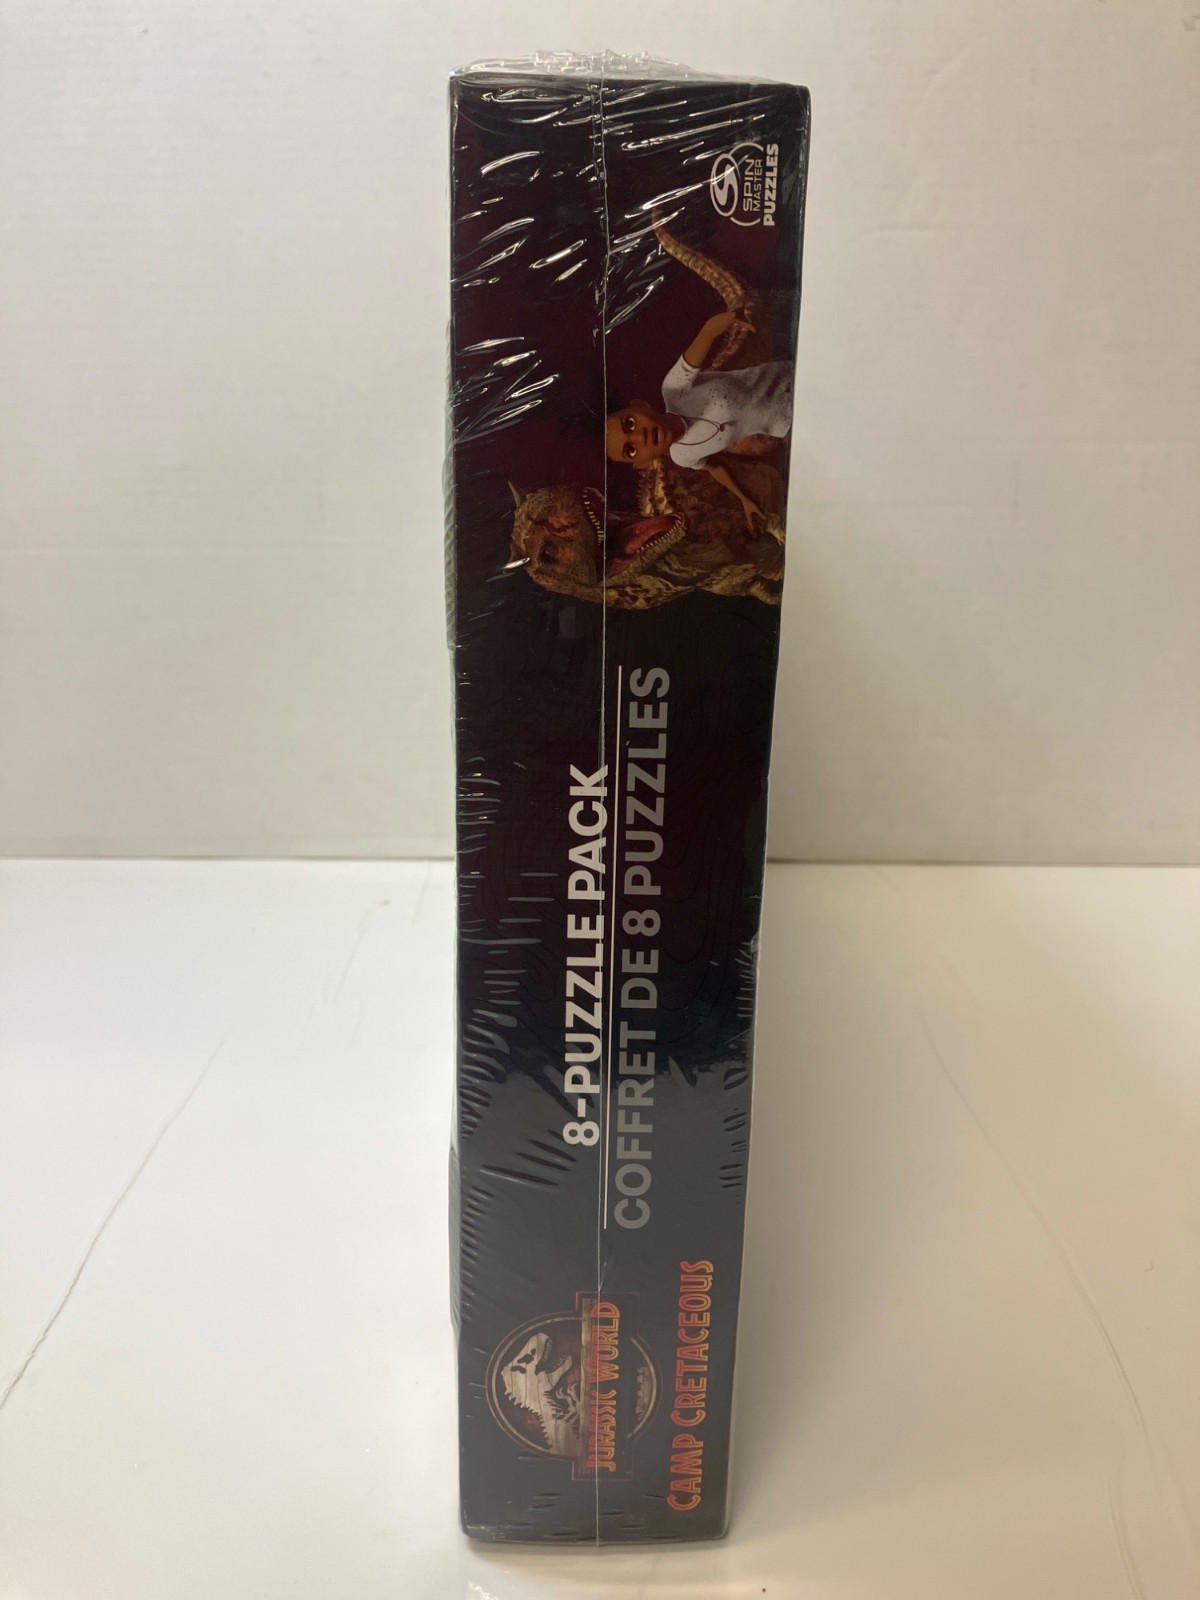 JURASSIC WORLD
CAMP CRETACEOUS
8-PUZZLE PACK
COFFRET DE 8 PUZZLES
SPIN
MASTER
PUZZLES